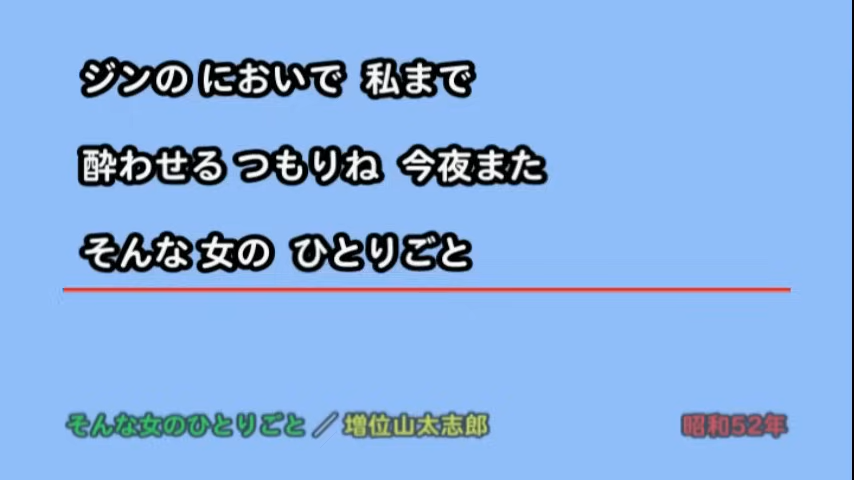 ジンの においで 私まで
酔わせる つもりね 今夜また
そんな 女の ひとりごと
そんな女のひとりごと ／ 増位山太志郎 昭和52年